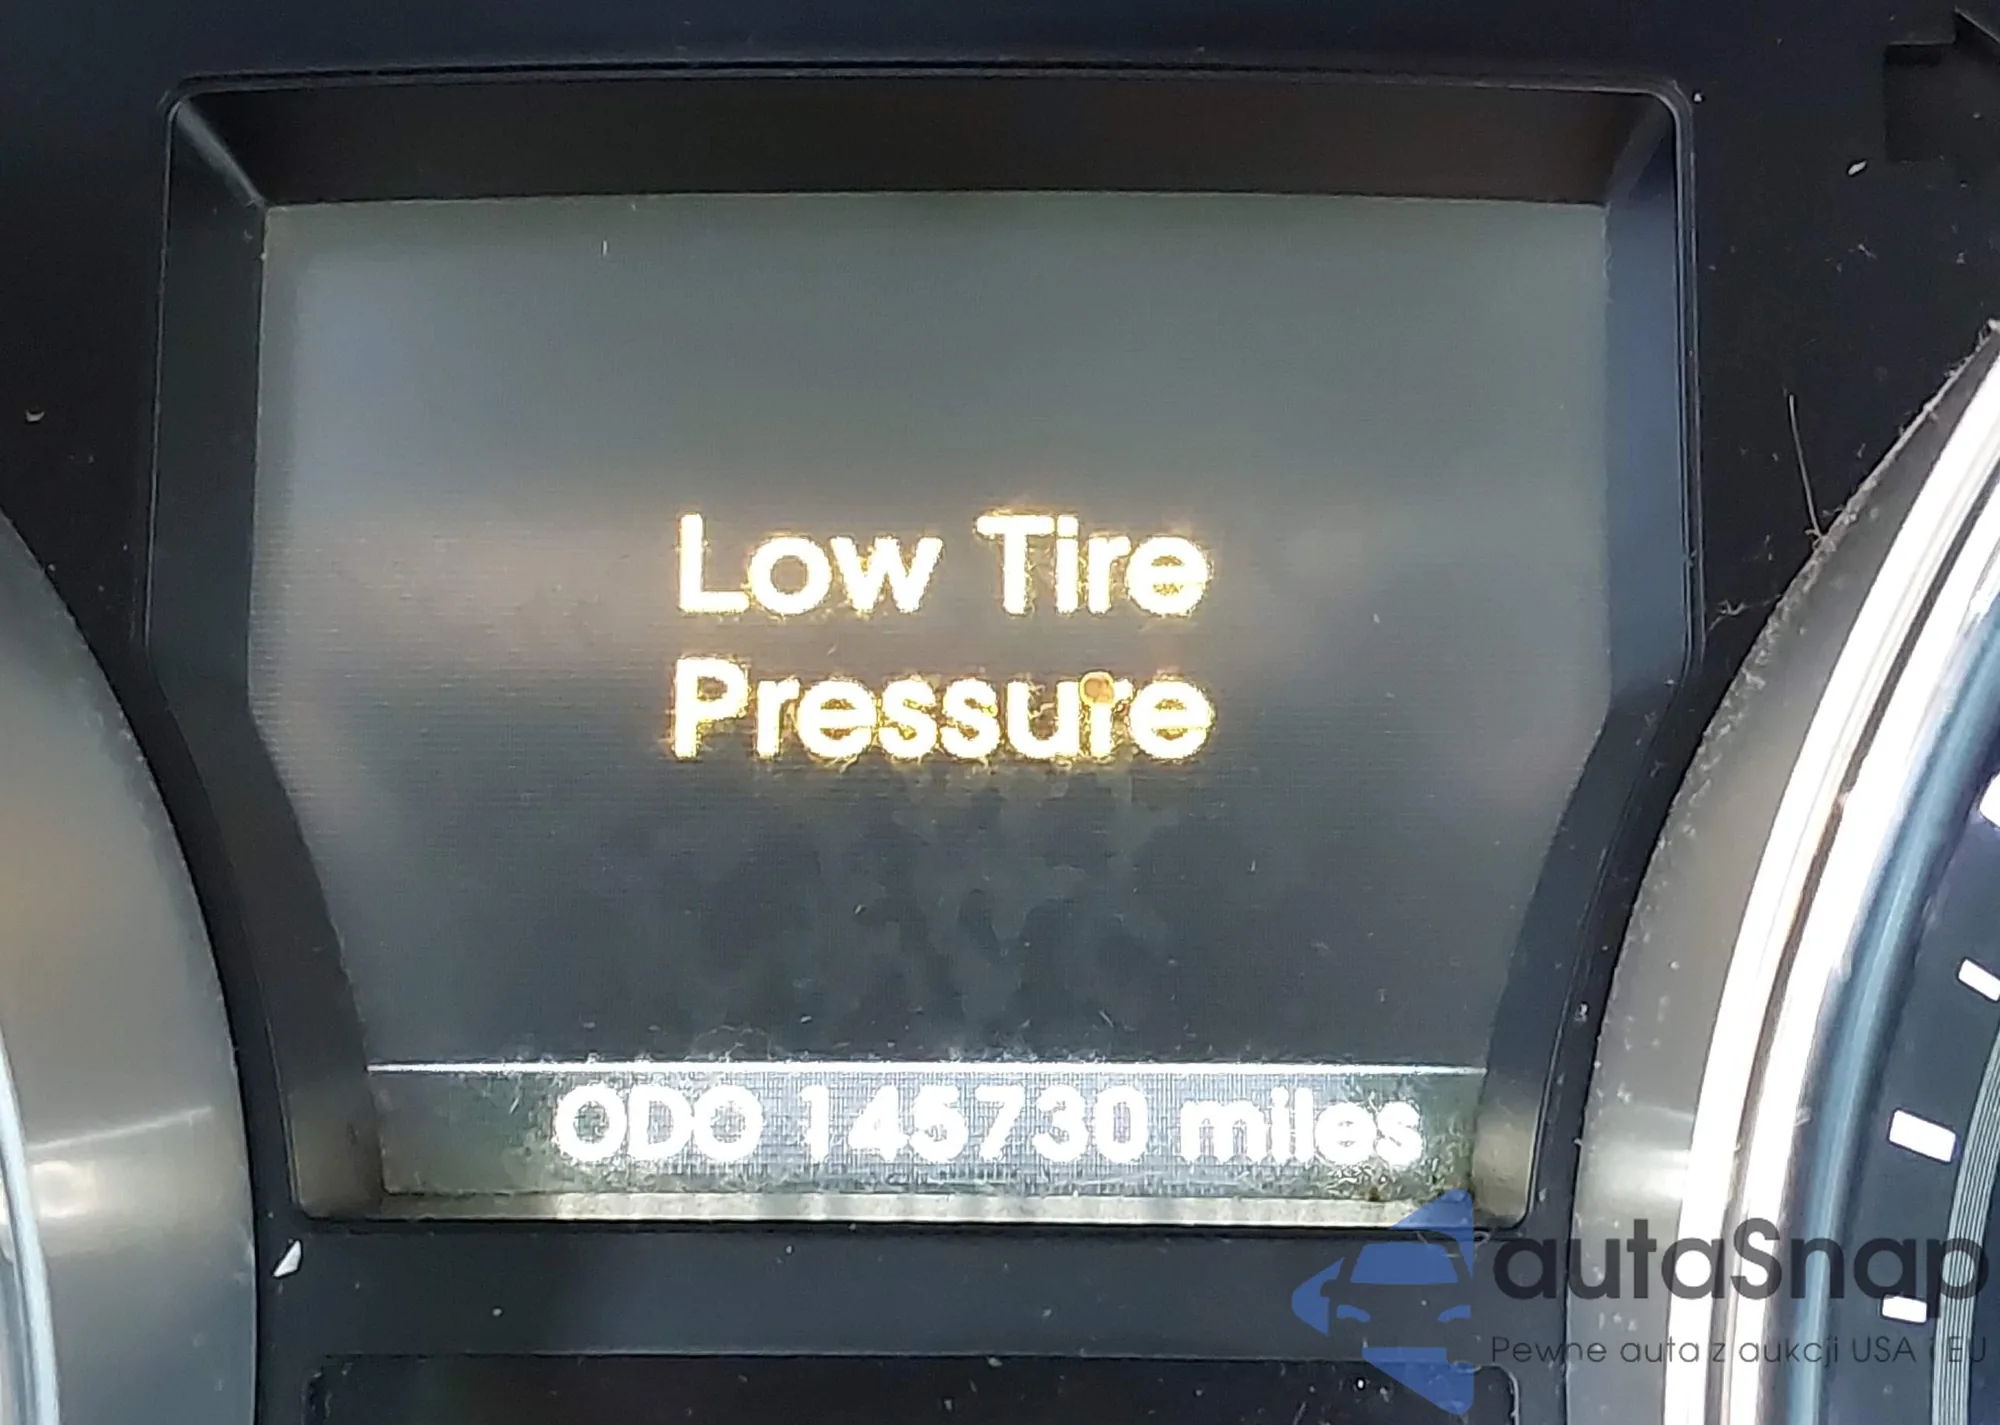 Low Tire
Pressure
ODO 145730 miles
autaSnap
Pewne auta z aukcji USA i EU